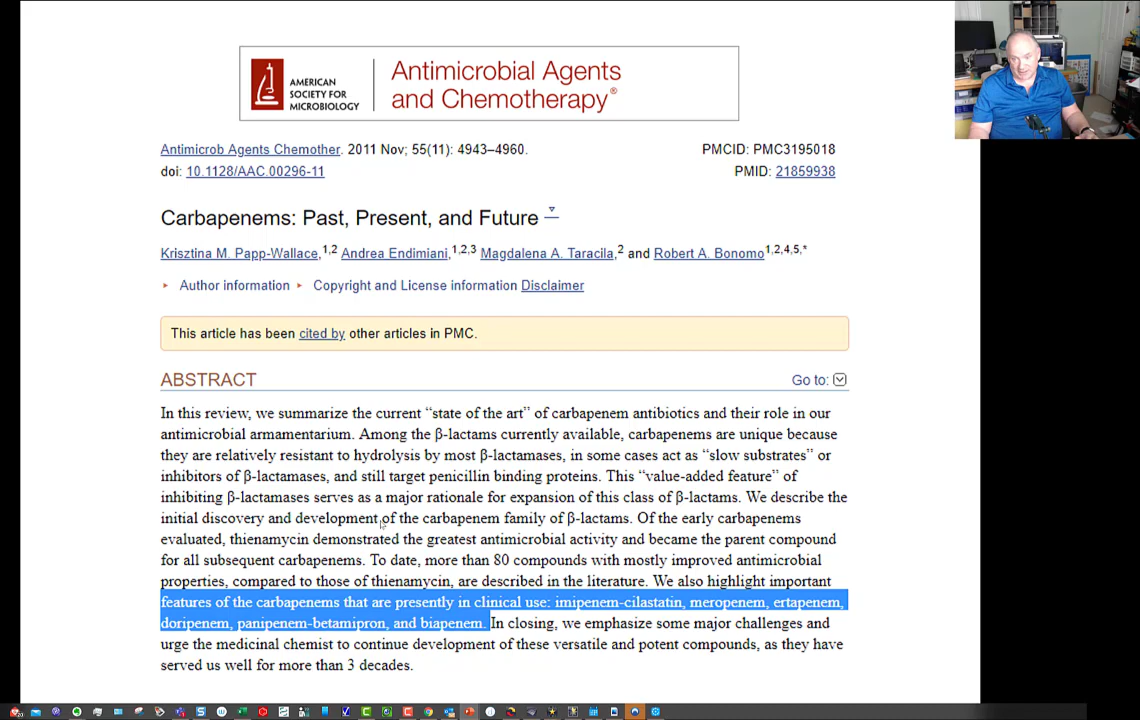 AMERICAN
SOCIETY FOR
MICROBIOLOGY
Antimicrobial Agents
and Chemotherapy®
Antimicrob Agents Chemother. 2011 Nov; 55(11): 4943–4960.
doi: 10.1128/AAC.00296-11
PMCID: PMC3195018
PMID: 21859938
Carbapenems: Past, Present, and Future
Krisztina M. Papp-Wallace,1,2 Andrea Endimiani,1,2,3 Magdalena A. Taracila,2 and Robert A. Bonomo1,2,4,5,*
Author information Copyright and License information Disclaimer
This article has been cited by other articles in PMC.
ABSTRACT
Go to:
In this review, we summarize the current “state of the art” of carbapenem antibiotics and their role in our
antimicrobial armamentarium. Among the β-lactams currently available, carbapenems are unique because
they are relatively resistant to hydrolysis by most β-lactamases, in some cases act as “slow substrates” or
inhibitors of β-lactamases, and still target penicillin binding proteins. This “value-added feature” of
inhibiting β-lactamases serves as a major rationale for expansion of this class of β-lactams. We describe the
initial discovery and development of the carbapenem family of β-lactams. Of the early carbapenems
evaluated, thienamycin demonstrated the greatest antimicrobial activity and became the parent compound
for all subsequent carbapenems. To date, more than 80 compounds with mostly improved antimicrobial
properties, compared to those of thienamycin, are described in the literature. We also highlight important
features of the carbapenems that are presently in clinical use: imipenem-cilastatin, meropenem, ertapenem,
doripenem, panipenem-betamipron, and biapenem. In closing, we emphasize some major challenges and
urge the medicinal chemist to continue development of these versatile and potent compounds, as they have
served us well for more than 3 decades.